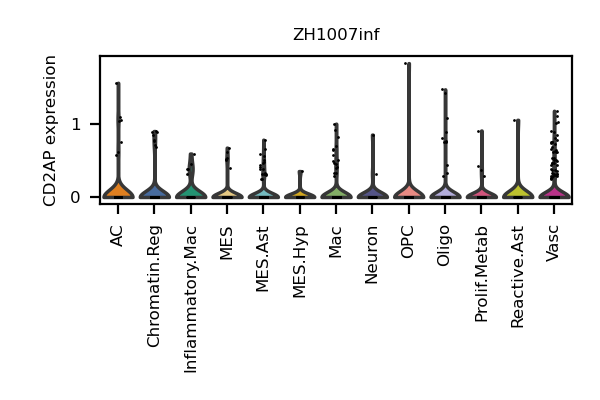 ZH1007inf
CD2AP expression
1
0
AC
Chromatin.Reg
Inflammatory.Mac
MES
MES.Ast
MES.Hyp
Mac
Neuron
OPC
Oligo
Prolif.Metab
Reactive.Ast
Vasc